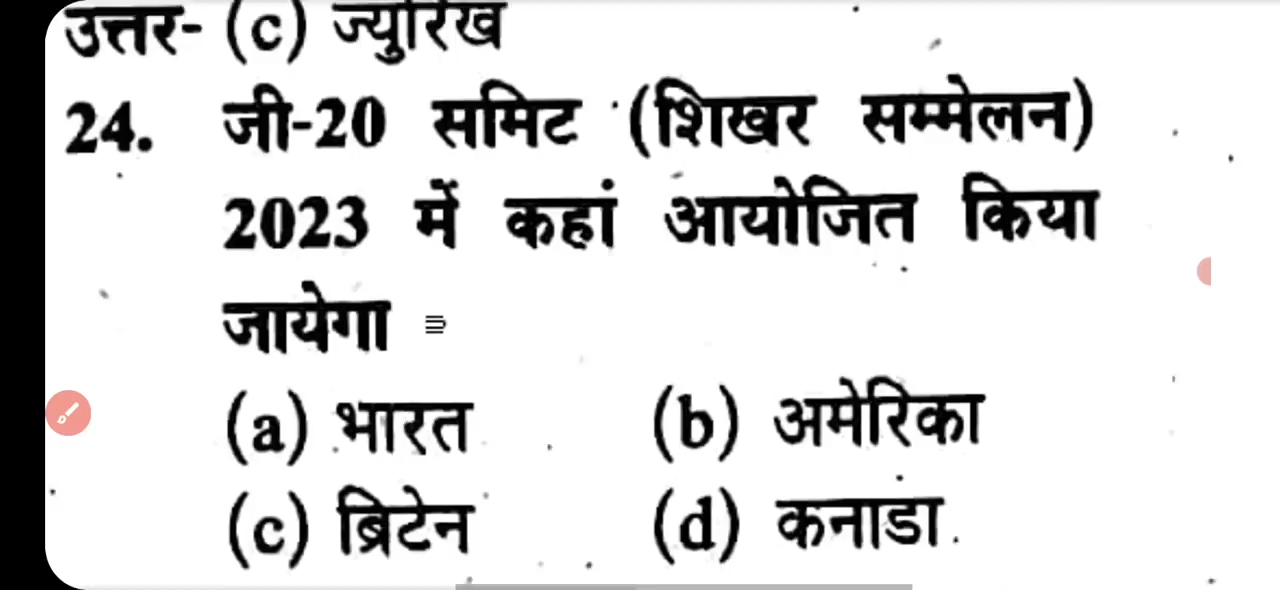 उत्तर- (c) ज्युरिख
24. जी-20 समिट (शिखर सम्मेलन)
2023 में कहां आयोजित किया
जायेगा =
(a) भारत (b) अमेरिका
(c) ब्रिटेन (d) कनाडा.